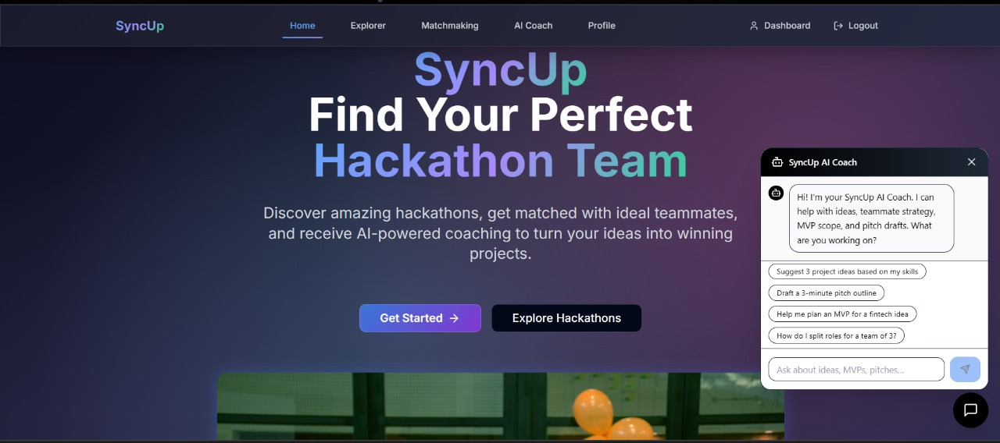 SyncUp
Home
Explorer
Matchmaking
AI Coach
Profile
Dashboard
Logout
SyncUp
Find Your Perfect
Hackathon Team
Discover amazing hackathons, get matched with ideal teammates,
and receive AI-powered coaching to turn your ideas into winning
projects.
Get Started
Explore Hackathons
SyncUp AI Coach
Hi! I'm your SyncUp AI Coach. I can
help with ideas, teammate strategy,
MVP scope, and pitch drafts. What
are you working on?
Suggest 3 project ideas based on my skills
Draft a 3-minute pitch outline
Help me plan an MVP for a fintech idea
How do I split roles for a team of 3?
Ask about ideas, MVPs, pitches...